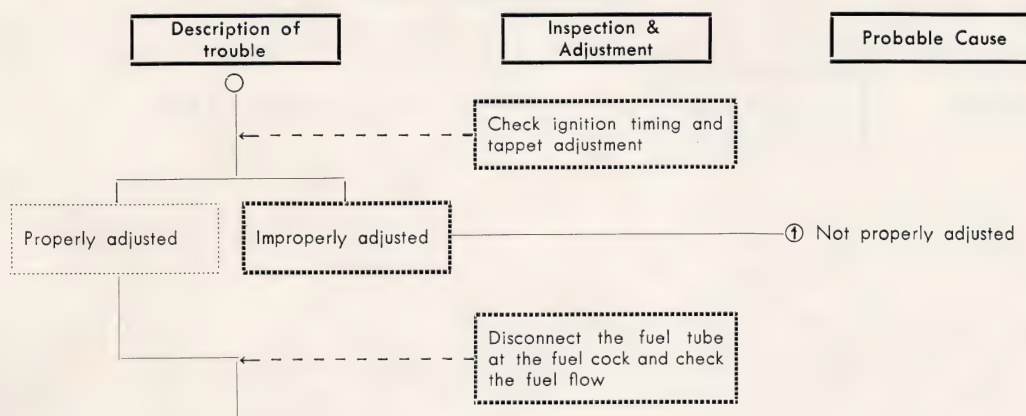 Description of
trouble
Inspection &
Adjustment
Probable Cause
Check ignition timing and
tappet adjustment
Properly adjusted
Improperly adjusted
① Not properly adjusted
Disconnect the fuel tube
at the fuel cock and check
the fuel flow